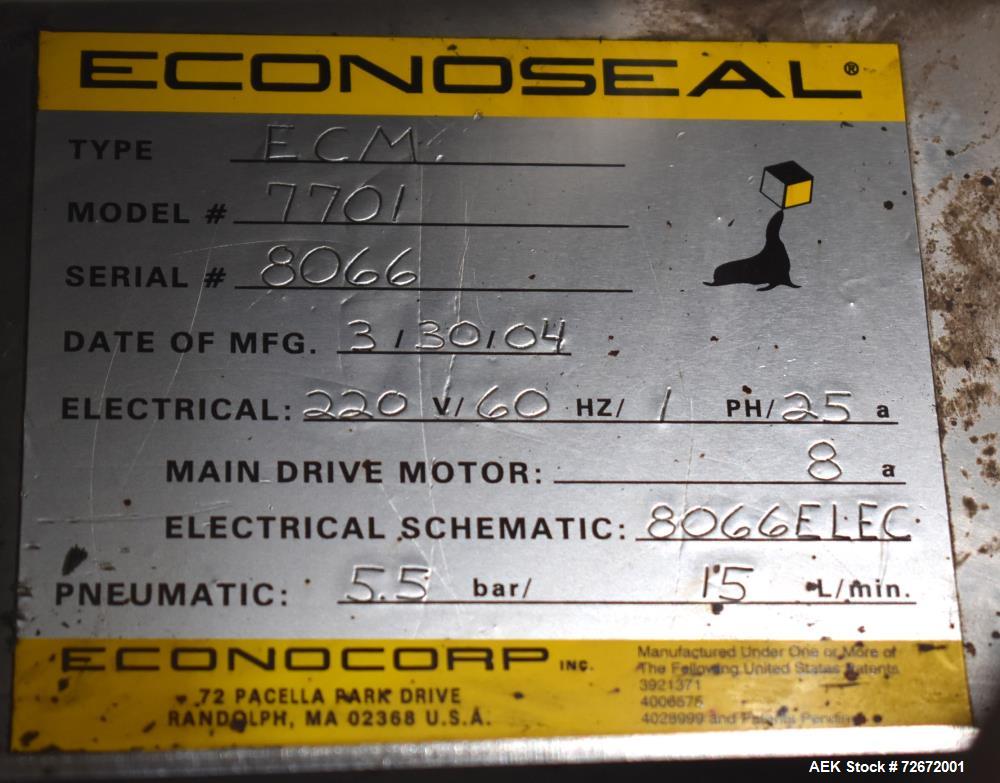 ECONOSEAL®
TYPE ECM
MODEL # 7701
SERIAL # 8066
DATE OF MFG. 3/30/04
ELECTRICAL: 220 V/ 60 HZ/ 1 PH/ 25 a
MAIN DRIVE MOTOR: 8 a
ELECTRICAL SCHEMATIC: 8066ELEC
PNEUMATIC: 5.5 bar/ 15 L/min.
ECONOCORP INC.
72 PACELLA PARK DRIVE
RANDOLPH, MA 02368 U.S.A.
Manufactured Under One or More of
The Following United States Patents
3921371
4006578
4028999 and Patents Pending
AEK Stock # 72672001